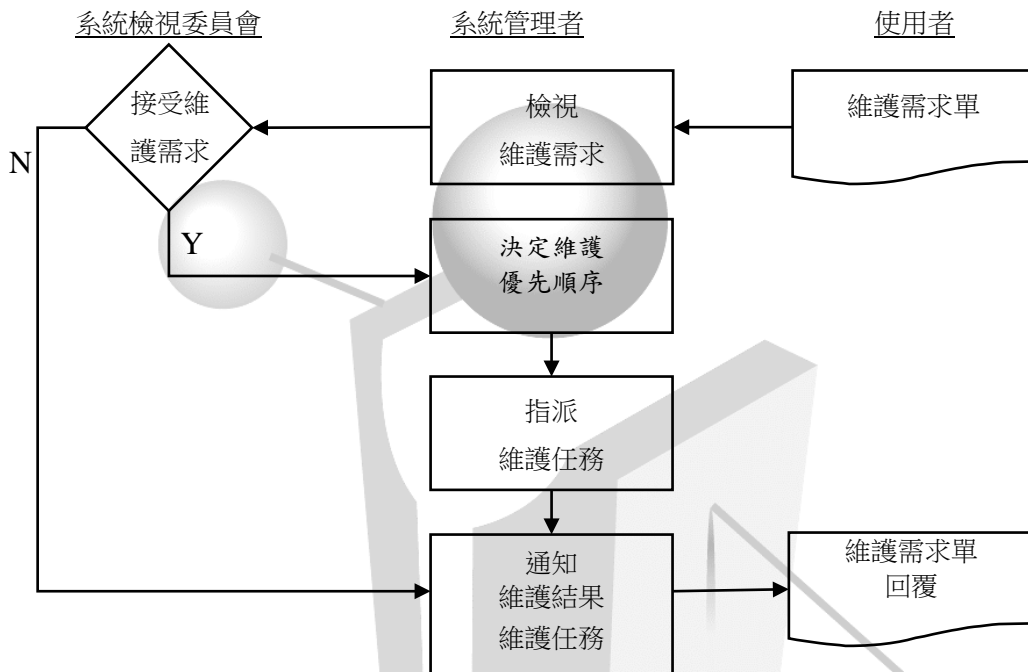 系統檢視委員會
系統管理者
使用者
接受維
護需求
檢視
維護需求
維護需求單
N
Y
決定維護
優先順序
指派
維護任務
通知
維護結果
維護任務
維護需求單
回覆